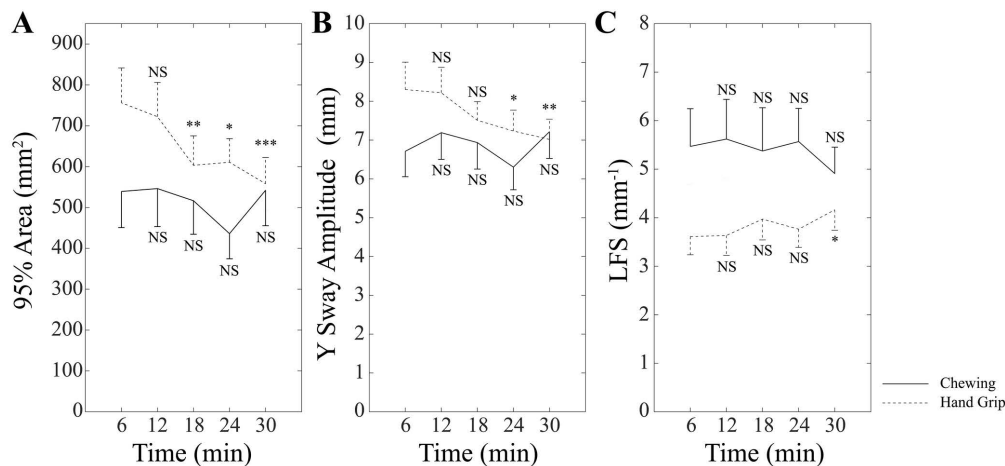 A
900
800
700
600
500
400
300
200
100
0
95% Area (mm²)
NS
**
*
***
NS
NS
NS
NS
6 12 18 24 30
Time (min)
B
10
9
8
7
6
5
4
3
2
1
0
Y Sway Amplitude (mm)
NS
NS
*
**
NS
NS
NS
NS
6 12 18 24 30
Time (min)
C
8
7
6
5
4
3
2
1
0
LFS (mm⁻¹)
NS
NS
NS
NS
NS
NS
NS
*
6 12 18 24 30
Time (min)
Chewing
Hand Grip